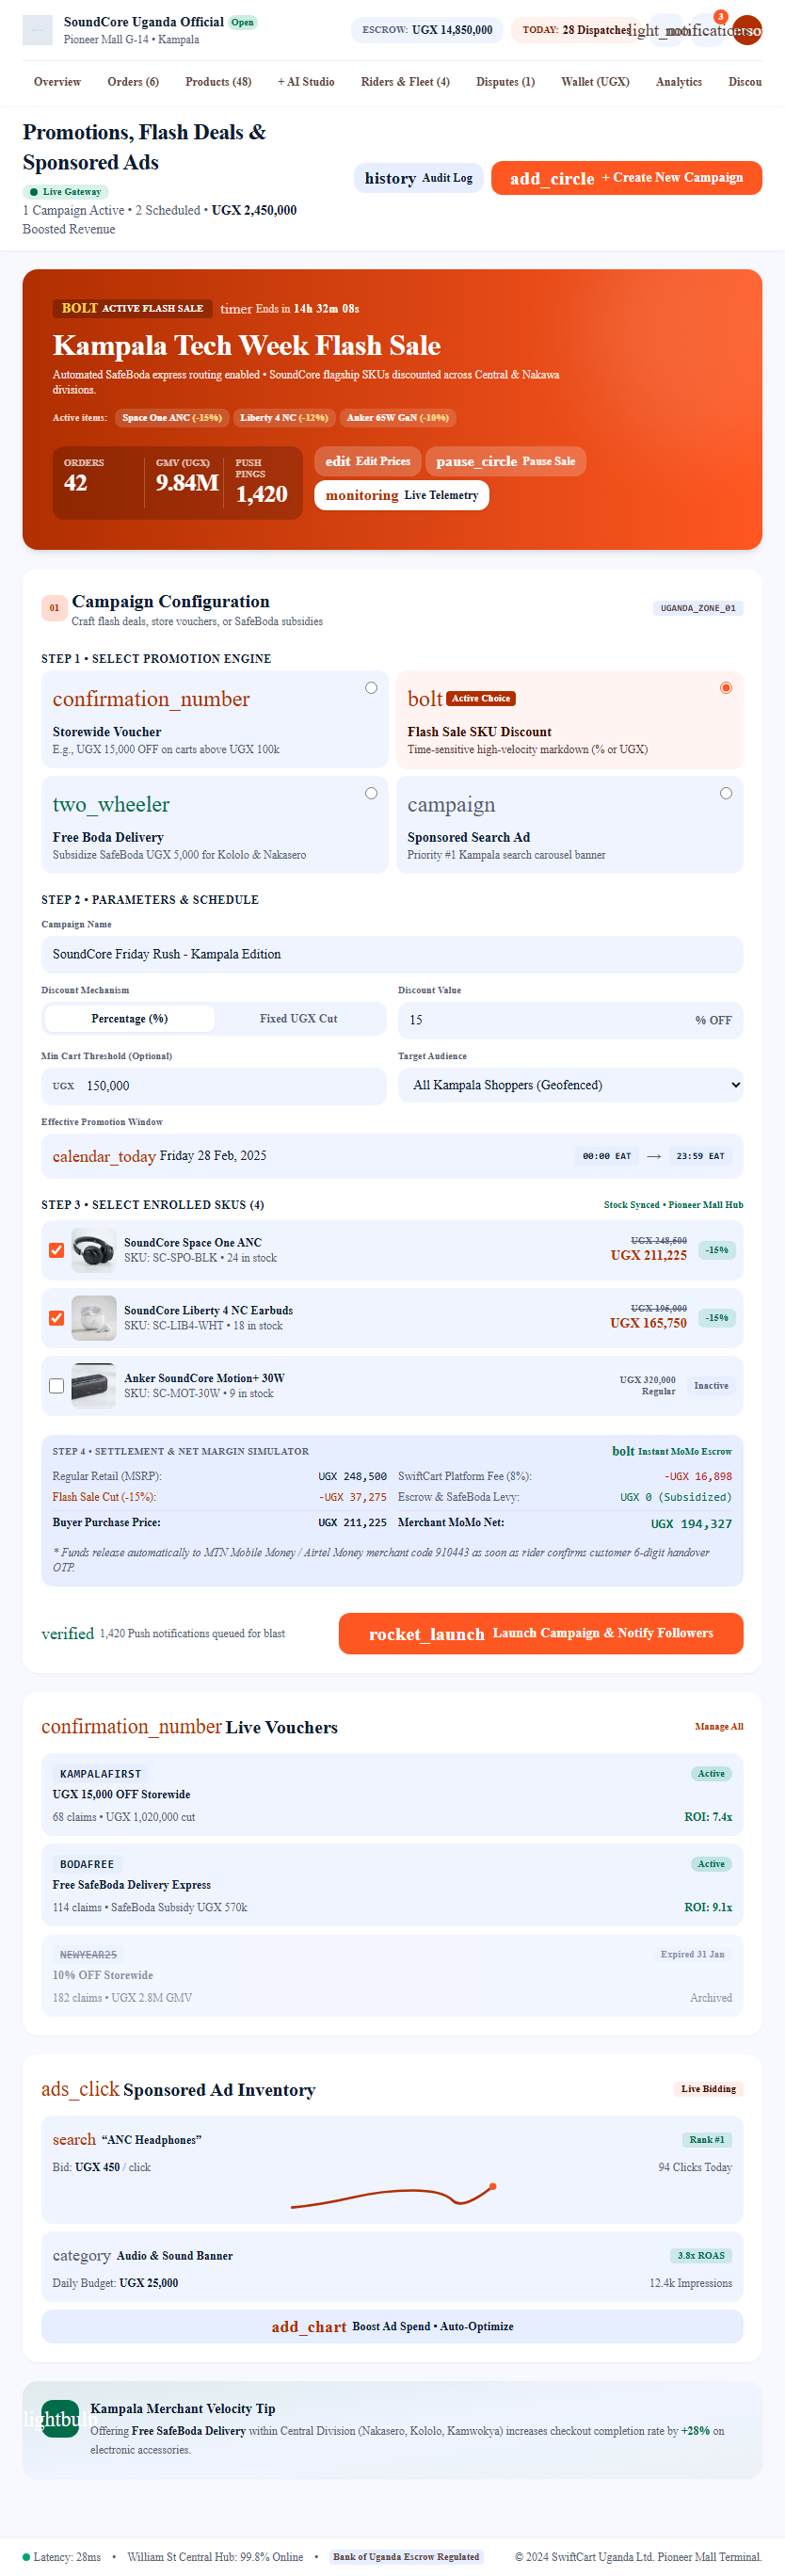 SoundCore Uganda Official Open
Pioneer Mall G-14 • Kampala
ESCROW: UGX 14,850,000
TODAY: 28 Dispatches
3
Overview Orders (6) Products (48) + AI Studio Riders & Fleet (4) Disputes (1) Wallet (UGX) Analytics Discou
Promotions, Flash Deals &
Sponsored Ads
Live Gateway
1 Campaign Active • 2 Scheduled • UGX 2,450,000
Boosted Revenue
history Audit Log
add_circle + Create New Campaign
BOLT ACTIVE FLASH SALE timer Ends in 14h 32m 08s
Kampala Tech Week Flash Sale
Automated SafeBoda express routing enabled • SoundCore flagship SKUs discounted across Central & Nakawa
divisions.
Active items: Space One ANC (-15%) Liberty 4 NC (-12%) Anker 65W GaN (-10%)
ORDERS
42
GMV (UGX)
9.84M
PUSH
PINGS
1,420
edit Edit Prices pause_circle Pause Sale
monitoring Live Telemetry
01 Campaign Configuration
Craft flash deals, store vouchers, or SafeBoda subsidies
UGANDA_ZONE_01
STEP 1 • SELECT PROMOTION ENGINE
confirmation_number
Storewide Voucher
E.g., UGX 15,000 OFF on carts above UGX 100k
bolt Active Choice
Flash Sale SKU Discount
Time-sensitive high-velocity markdown (% or UGX)
two_wheeler
Free Boda Delivery
Subsidize SafeBoda UGX 5,000 for Kololo & Nakasero
campaign
Sponsored Search Ad
Priority #1 Kampala search carousel banner
STEP 2 • PARAMETERS & SCHEDULE
Campaign Name
SoundCore Friday Rush - Kampala Edition
Discount Mechanism
Percentage (%) Fixed UGX Cut
Discount Value
15 % OFF
Min Cart Threshold (Optional)
UGX 150,000
Target Audience
All Kampala Shoppers (Geofenced)
Effective Promotion Window
calendar_today Friday 28 Feb, 2025 00:00 EAT → 23:59 EAT
STEP 3 • SELECT ENROLLED SKUS (4) Stock Synced • Pioneer Mall Hub
SoundCore Space One ANC
SKU: SC-SPO-BLK • 24 in stock
UGX 248,500
UGX 211,225
-15%
SoundCore Liberty 4 NC Earbuds
SKU: SC-LIB4-WHT • 18 in stock
UGX 195,000
UGX 165,750
-15%
Anker SoundCore Motion+ 30W
SKU: SC-MOT-30W • 9 in stock
UGX 320,000
Regular
Inactive
STEP 4 • SETTLEMENT & NET MARGIN SIMULATOR bolt Instant MoMo Escrow
Regular Retail (MSRP): UGX 248,500 SwiftCart Platform Fee (8%): -UGX 16,898
Flash Sale Cut (-15%): -UGX 37,275 Escrow & SafeBoda Levy: UGX 0 (Subsidized)
Buyer Purchase Price: UGX 211,225 Merchant MoMo Net: UGX 194,327
* Funds release automatically to MTN Mobile Money / Airtel Money merchant code 910443 as soon as rider confirms customer 6-digit handover
OTP.
verified 1,420 Push notifications queued for blast
rocket_launch Launch Campaign & Notify Followers
confirmation_number Live Vouchers Manage All
KAMPALAFIRST Active
UGX 15,000 OFF Storewide
68 claims • UGX 1,020,000 cut ROI: 7.4x
BODAFREE Active
Free SafeBoda Delivery Express
114 claims • SafeBoda Subsidy UGX 570k ROI: 9.1x
NEWYEAR25 Expired 31 Jan
10% OFF Storewide
182 claims • UGX 2.8M GMV Archived
ads_click Sponsored Ad Inventory Live Bidding
search “ANC Headphones” Rank #1
Bid: UGX 450 / click 94 Clicks Today
category Audio & Sound Banner 3.8x ROAS
Daily Budget: UGX 25,000 12.4k Impressions
add_chart Boost Ad Spend • Auto-Optimize
lightbulb
Kampala Merchant Velocity Tip
Offering Free SafeBoda Delivery within Central Division (Nakasero, Kololo, Kamwokya) increases checkout completion rate by +28% on
electronic accessories.
Latency: 28ms • William St Central Hub: 99.8% Online • Bank of Uganda Escrow Regulated © 2024 SwiftCart Uganda Ltd. Pioneer Mall Terminal.